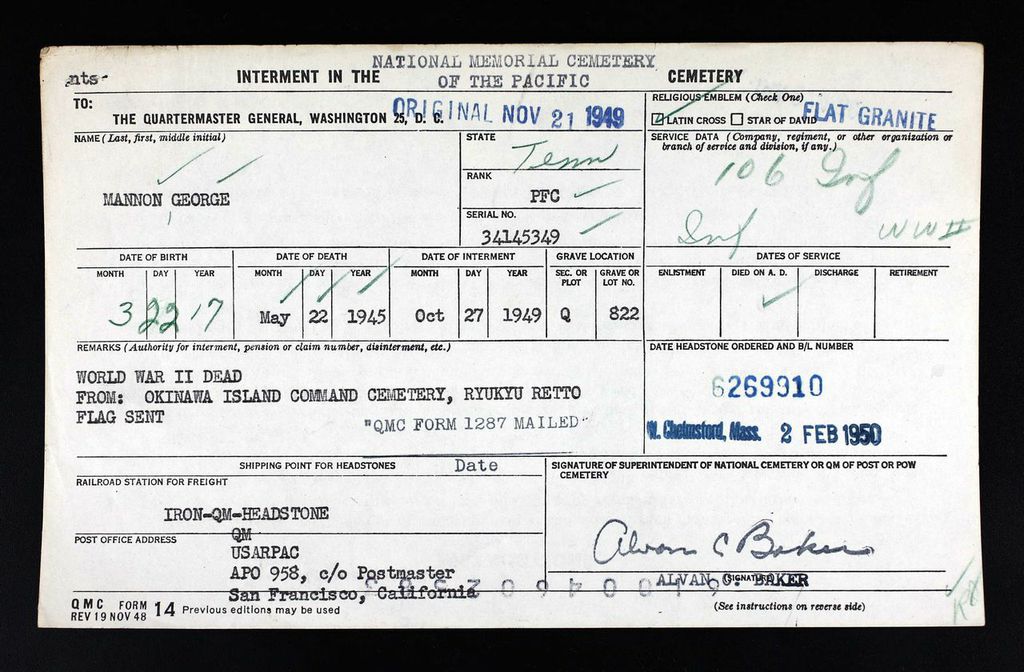 nts-
NATIONAL MEMORIAL CEMETERY
INTERMENT IN THE OF THE PACIFIC CEMETERY
TO:
THE QUARTERMASTER GENERAL, WASHINGTON 25, D. C.
ORIGINAL NOV 21 1949
RELIGIOUS EMBLEM (Check One)
LATIN CROSS STAR OF DAVID
FLAT GRANITE
NAME (Last, first, middle initial)
MANNON GEORGE
STATE
Tenn
RANK
PFC
SERIAL NO.
34145349
SERVICE DATA (Company, regiment, or other organization or
branch of service and division, if any.)
106 Inf
Inf WW II
DATE OF BIRTH DATE OF DEATH DATE OF INTERMENT GRAVE LOCATION DATES OF SERVICE
MONTH DAY YEAR MONTH DAY YEAR MONTH DAY YEAR SEC. OR PLOT GRAVE OR LOT NO. ENLISTMENT DIED ON A. D. DISCHARGE RETIREMENT
3 22 17 May 22 1945 Oct 27 1949 Q 822
REMARKS (Authority for interment, pension or claim number, disinterment, etc.)
WORLD WAR II DEAD
FROM: OKINAWA ISLAND COMMAND CEMETERY, RYUKYU RETTO
FLAG SENT
"QMC FORM 1287 MAILED"
DATE HEADSTONE ORDERED AND B/L NUMBER
6269910
W. Chelmsford, Mass. 2 FEB 1950
SHIPPING POINT FOR HEADSTONES Date
RAILROAD STATION FOR FREIGHT
IRON-QM-HEADSTONE
POST OFFICE ADDRESS
QM
USARPAC
APO 958, c/o Postmaster
San Francisco, California
SIGNATURE OF SUPERINTENDENT OF NATIONAL CEMETERY OR QM OF POST OR POW
CEMETERY
Alvan C Baker
ALVAN C. BAKER
(SIGNATURE)
QMC FORM 14 Previous editions may be used
REV 19 NOV 48
(See instructions on reverse side)